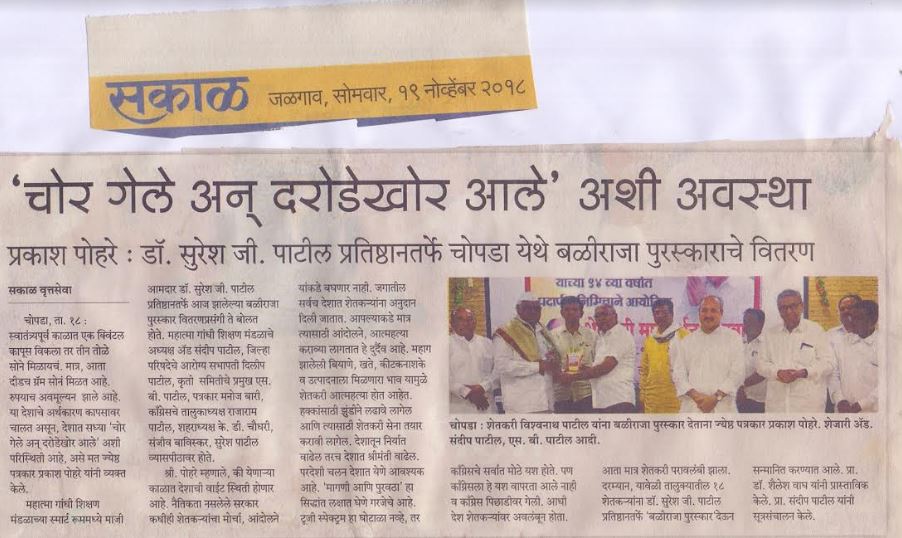 सकाळ
जळगाव, सोमवार, १९ नोव्हेंबर २०१८
'चोर गेले अन् दरोडेखोर आले' अशी अवस्था
प्रकाश पोहरे : डॉ. सुरेश जी. पाटील प्रतिष्ठानतर्फे चोपडा येथे बळीराजा पुरस्काराचे वितरण
सकाळ वृत्तसेवा
चोपडा, ता. १८ :
स्वातंत्र्यपूर्व काळात एक क्विंटल
कापूस विकला तर तीन तोळे
सोने मिळायचं. मात्र, आता
दीडच ग्रॅम सोनं मिळत आहे.
रुपयाच अवमूल्यन झाले आहे.
या देशाचे अर्थकारण कापसावर
चालत असून, देशात सध्या 'चोर
गेले अन् दरोडेखोर आले' अशी
परिस्थिती आहे, असे मत ज्येष्ठ
पत्रकार प्रकाश पोहरे यांनी व्यक्त
केले.
महात्मा गांधी शिक्षण
मंडळाच्या स्मार्ट रूममध्ये माजी
आमदार डॉ. सुरेश जी. पाटील
प्रतिष्ठानतर्फे आज झालेल्या बळीराजा
पुरस्कार वितरणप्रसंगी ते बोलत
होते. महात्मा गांधी शिक्षण मंडळाचे
अध्यक्ष अ‍ॅड संदीप पाटील, जिल्हा
परिषदेचे आरोग्य सभापती दिलीप
पाटील, कृती समितीचे प्रमुख एस.
बी. पाटील, पत्रकार मनोज बारी,
काँग्रेसचे तालुकाध्यक्ष राजाराम
पाटील, शहराध्यक्ष के. डी. चौधरी,
संजीव बाविस्कर, सुरेश पाटील
व्यासपीठावर होते.
श्री. पोहरे म्हणाले, की येणाऱ्या
काळात देशाची वाईट स्थिती होणार
आहे. नैतिकता नसलेले सरकार
कधीही शेतकऱ्यांचा मोर्चा, आंदोलने
यांकडे बघणार नाही. जगातील
सर्वच देशात शेतकऱ्यांना अनुदान
दिली जातात. आपल्याकडे मात्र
त्यासाठी आंदोलने, आत्महत्या
कराव्या लागतात हे दुर्दैव आहे. महाग
झालेली बियाणे, खते, कीटकनाशके
व उत्पादनाला मिळणारा भाव यामुळे
शेतकरी आत्महत्या होत आहेत.
हक्कांसाठी झुंडीने लढावे लागेल
आणि त्यासाठी शेतकरी सेना तयार
करावी लागेल. देशातून निर्यात
वाढेल तरच देशात श्रीमंती वाढेल.
परदेशी चलन देशात येणे आवश्यक
आहे. 'मागणी आणि पुरवठा' हा
सिद्धांत लक्षात घेणे गरजेचे आहे.
टूजी स्पेक्ट्रम हा घोटाळा नव्हे, तर
याच्या ९४ व्या वर्षात
चोपडा : शेतकरी विश्वनाथ पाटील यांना बळीराजा पुरस्कार देताना ज्येष्ठ पत्रकार प्रकाश पोहरे. शेजारी अ‍ॅड.
संदीप पाटील, एस. बी. पाटील आदी.
काँग्रेसचे सर्वात मोठे यश होते. पण
काँग्रेसला हे यश वापरता आले नाही
व काँग्रेस पिछाडीवर गेली. आधी
देश शेतकऱ्यांवर अवलंबून होता.
आता मात्र शेतकरी परावलंबी झाला.
दरम्यान, यावेळी तालुक्यातील १८
शेतकऱ्यांना डॉ. सुरेश जी. पाटील
प्रतिष्ठानतर्फे 'बळीराजा पुरस्कार' देऊन
सन्मानित करण्यात आले. प्रा.
डॉ. शैलेश वाघ यांनी प्रास्ताविक
केले. प्रा. संदीप पाटील यांनी
सूत्रसंचालन केले.